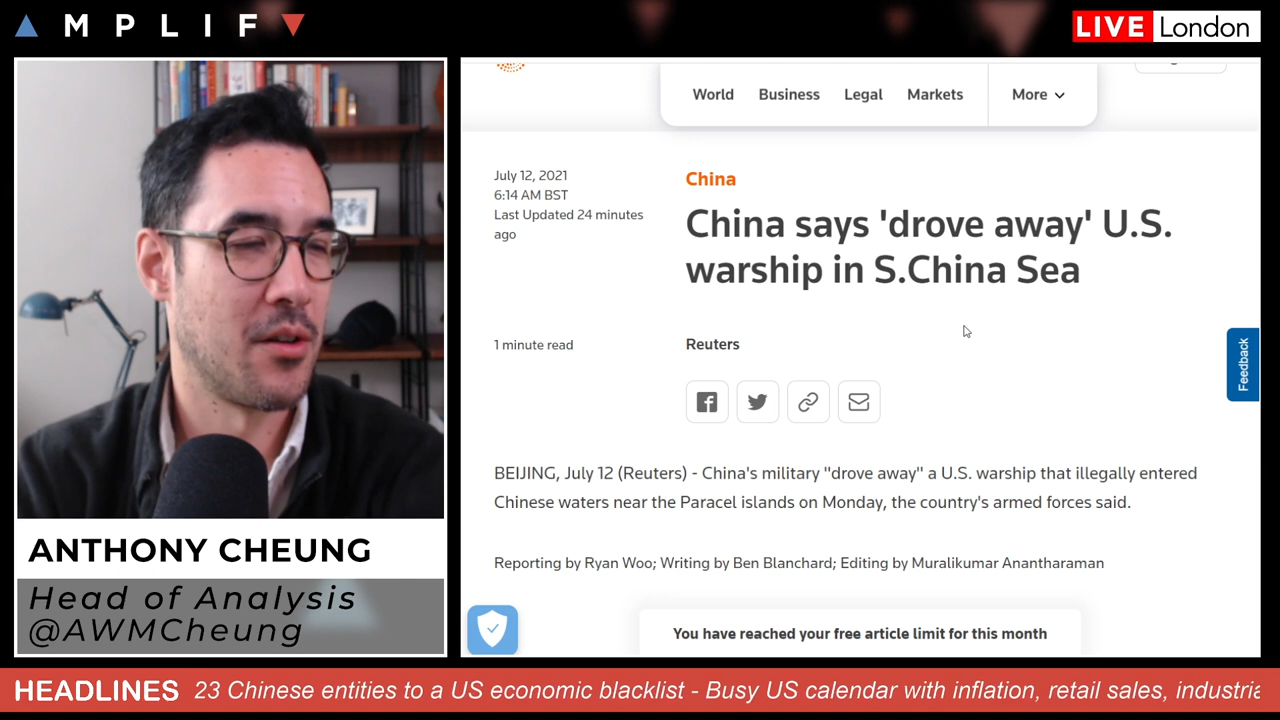 MPLIF
LIVE London
World Business Legal Markets More
July 12, 2021
6:14 AM BST
Last Updated 24 minutes
ago
China
China says 'drove away' U.S.
warship in S.China Sea
1 minute read
Reuters
Feedback
BEIJING, July 12 (Reuters) - China's military "drove away" a U.S. warship that illegally entered
Chinese waters near the Paracel islands on Monday, the country's armed forces said.
Reporting by Ryan Woo; Writing by Ben Blanchard; Editing by Muralikumar Anantharaman
You have reached your free article limit for this month
ANTHONY CHEUNG
Head of Analysis
@AWMCheung
HEADLINES 23 Chinese entities to a US economic blacklist - Busy US calendar with inflation, retail sales,